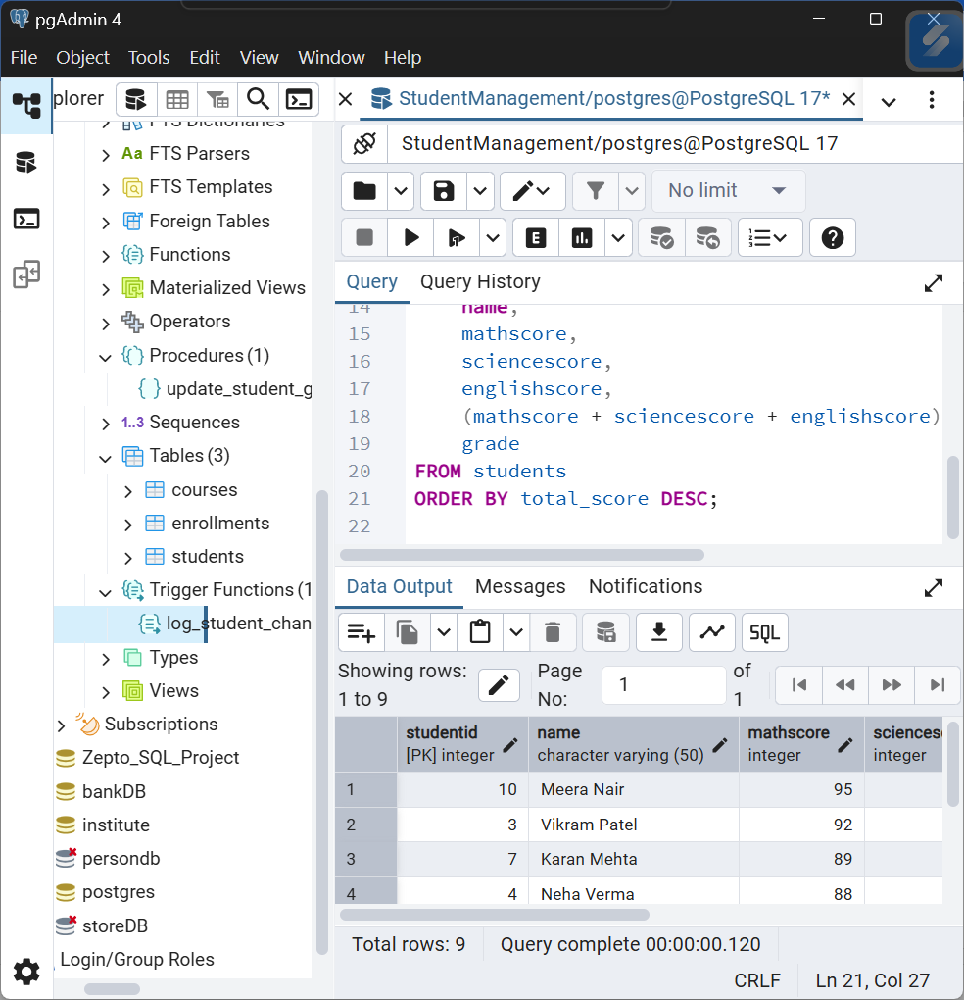 pgAdmin 4
File Object Tools Edit View Window Help
plorer
StudentManagement/postgres@PostgreSQL 17*
StudentManagement/postgres@PostgreSQL 17
FTS Dictionaries
Aa FTS Parsers
FTS Templates
Foreign Tables
Functions
Materialized Views
Operators
Procedures (1)
update_student_g
1..3 Sequences
Tables (3)
courses
enrollments
students
Trigger Functions (1
log_student_chan
Types
Views
Subscriptions
Zepto_SQL_Project
bankDB
institute
persondb
postgres
storeDB
Login/Group Roles
No limit
E
Query Query History
14 name,
15 mathscore,
16 sciencescore,
17 englishscore,
18 (mathscore + sciencescore + englishscore)
19 grade
20 FROM students
21 ORDER BY total_score DESC;
22
Data Output Messages Notifications
SQL
Showing rows: 1 to 9
Page No: 1 of 1
studentid name mathscore sciences
[PK] integer character varying (50) integer integer
1 10 Meera Nair 95
2 3 Vikram Patel 92
3 7 Karan Mehta 89
4 4 Neha Verma 88
Total rows: 9 Query complete 00:00:00.120
CRLF Ln 21, Col 27